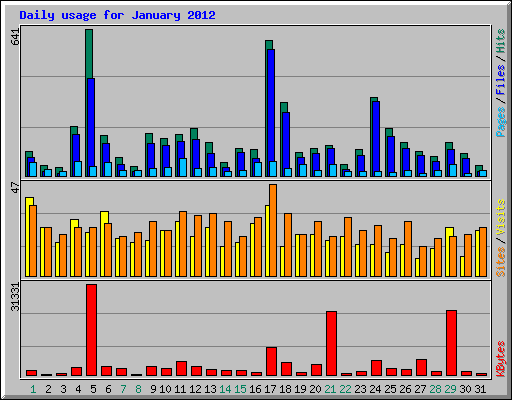 Daily usage for January 2012
641
Pages / Files / Hits
47
Sites / Visits
31331
KBytes
1 2 3 4 5 6 7 8 9 10 11 12 13 14 15 16 17 18 19 20 21 22 23 24 25 26 27 28 29 30 31